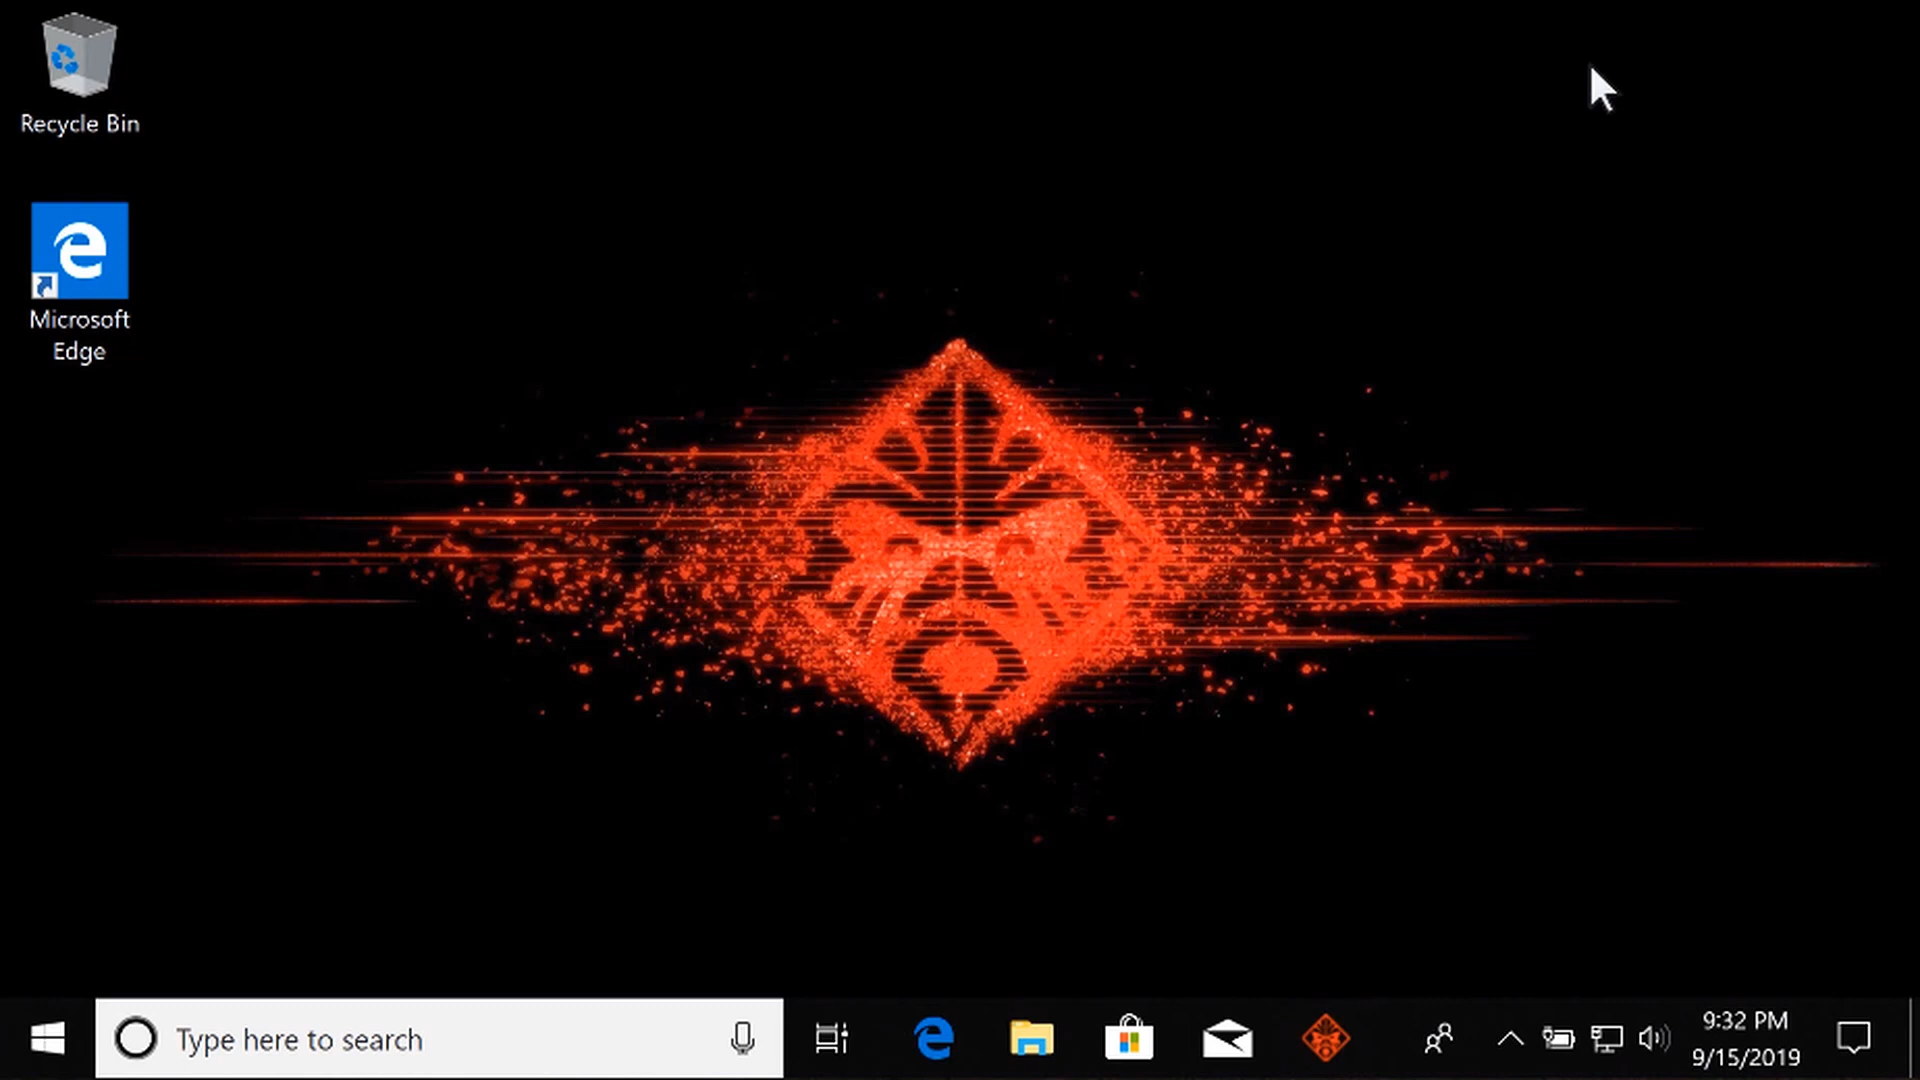 Recycle Bin
Microsoft
Edge
Type here to search
9:32 PM
9/15/2019